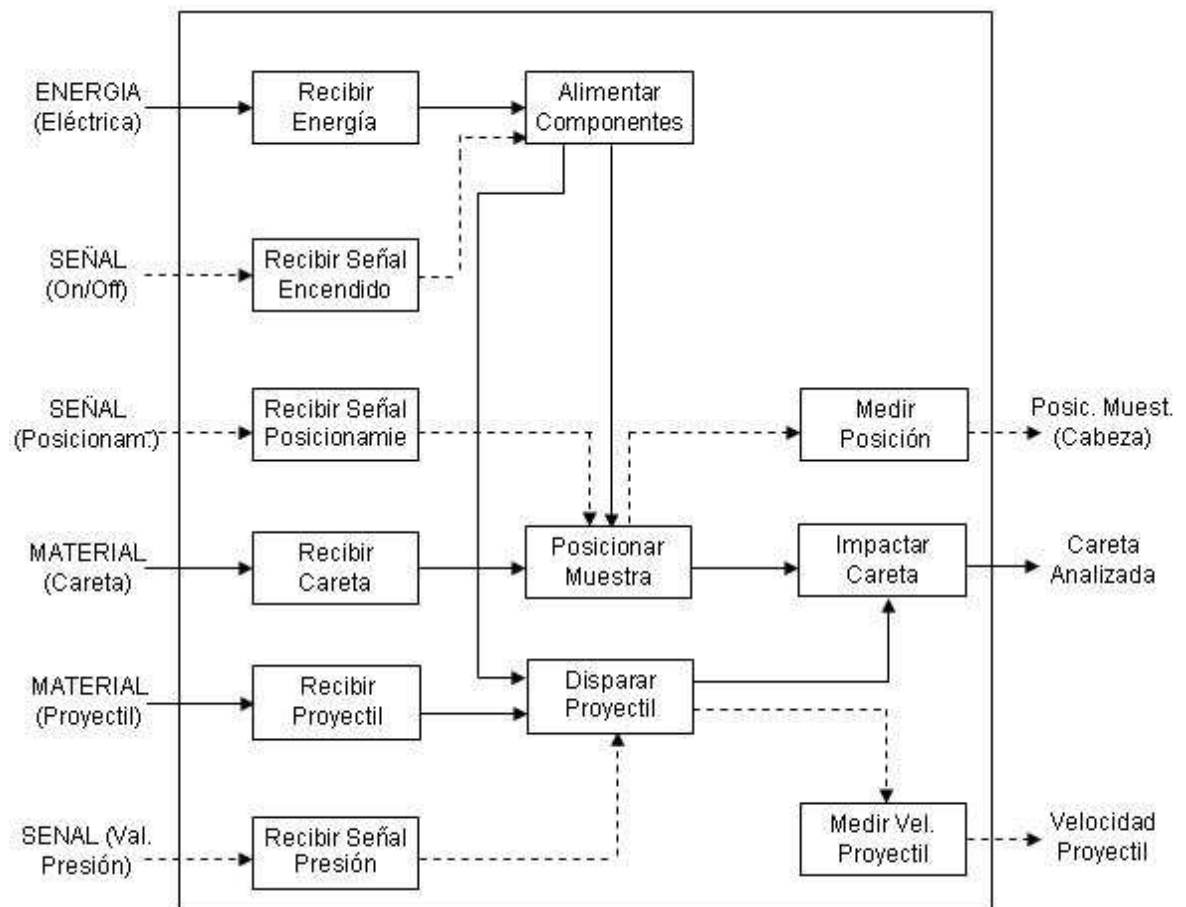 ENERGIA
(Eléctrica)
Recibir
Energía
Alimentar
Componentes
SEÑAL
(On/Off)
Recibir Señal
Encendido
SEÑAL
(Posicionam.)
Recibir Señal
Posicionamie
Medir
Posición
Posic. Muest.
(Cabeza)
MATERIAL
(Careta)
Recibir
Careta
Posicionar
Muestra
Impactar
Careta
Careta
Analizada
MATERIAL
(Proyectil)
Recibir
Proyectil
Disparar
Proyectil
SENAL (Val.
Presión)
Recibir Señal
Presión
Medir Vel.
Proyectil
Velocidad
Proyectil